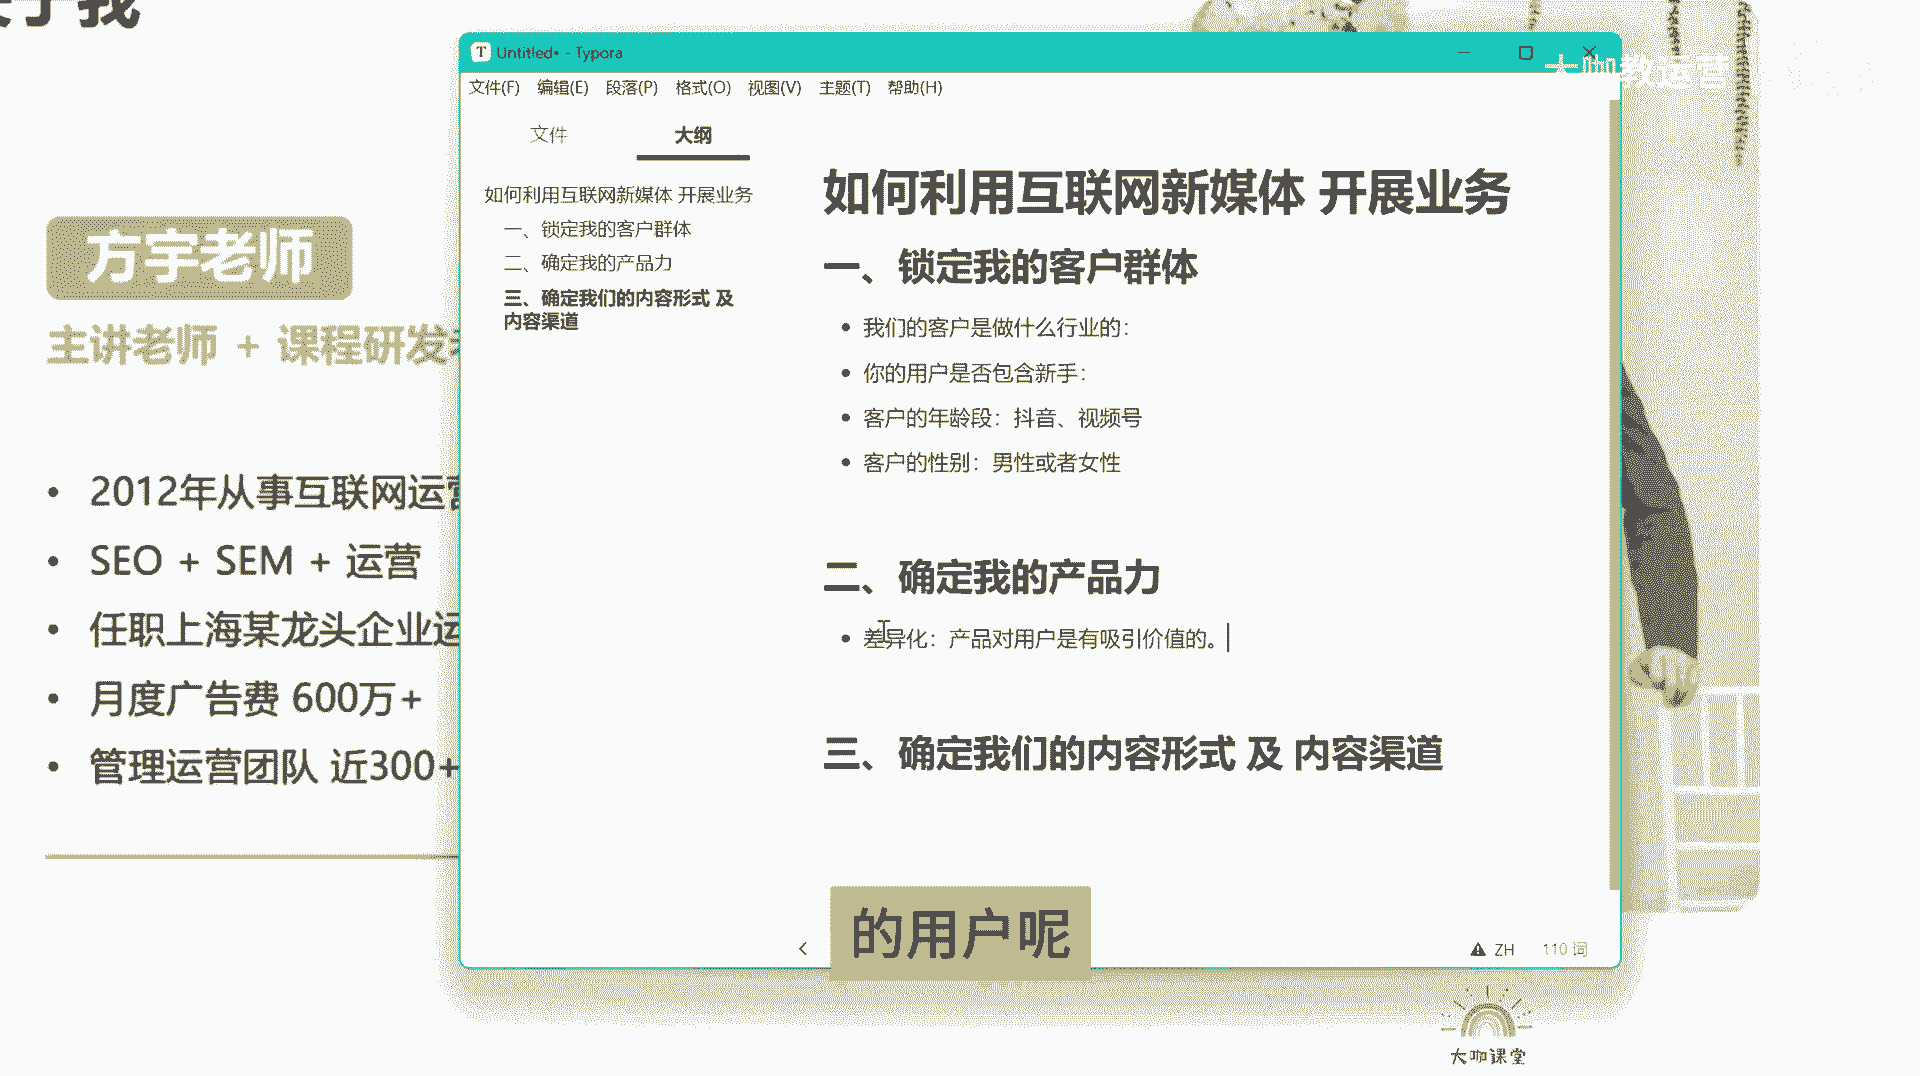 关于我
方宇老师
主讲老师 + 课程研发
2012年从事互联网运营
SEO + SEM + 运营
任职上海某龙头企业运
月度广告费 600万+
管理运营团队 近300+
Untitled• - Typora
文件(F) 编辑(E) 段落(P) 格式(O) 视图(V) 主题(T) 帮助(H)
文件 大纲
如何利用互联网新媒体 开展业务
一、锁定我的客户群体
二、确定我的产品力
三、确定我们的内容形式 及
内容渠道
如何利用互联网新媒体 开展业务
一、锁定我的客户群体
我们的客户是做什么行业的：
你的用户是否包含新手：
客户的年龄段：抖音、视频号
客户的性别：男性或者女性
二、确定我的产品力
差异化：产品对用户是有吸引价值的。
三、确定我们的内容形式 及 内容渠道
ZH 110 词
的用户呢
大咖教运营
大咖课堂